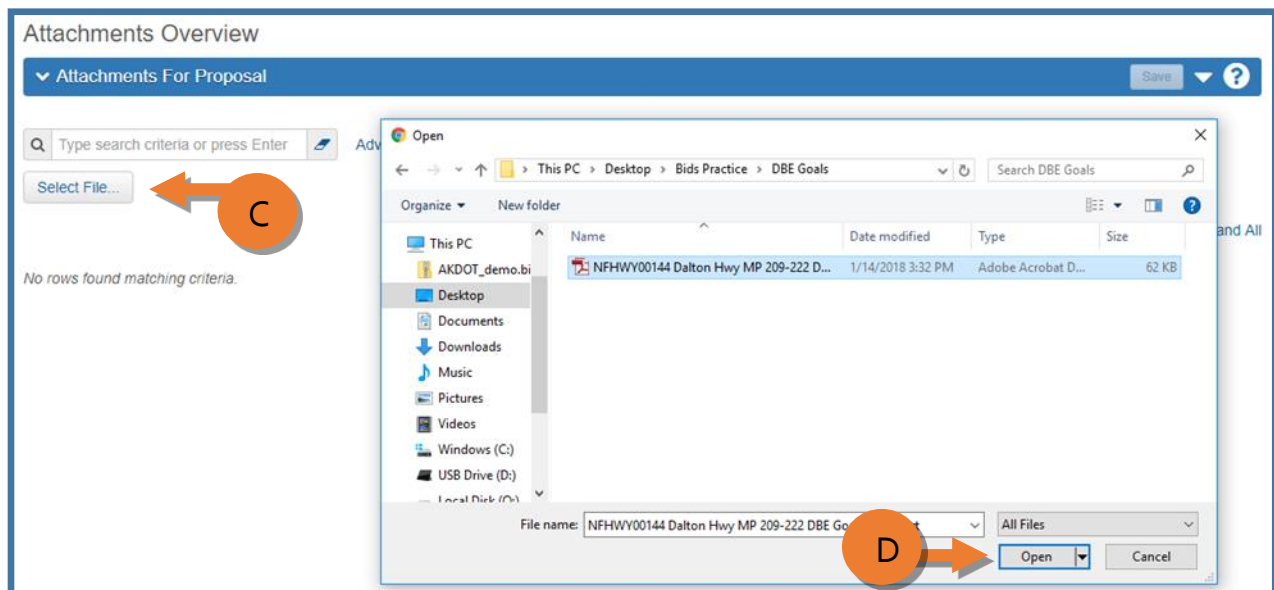 Attachments Overview
Attachments For Proposal Save ?
Type search criteria or press Enter Adv
Select File...
C
No rows found matching criteria.
and All
Open
This PC > Desktop > Bids Practice > DBE Goals Search DBE Goals
Organize New folder
Name Date modified Type Size
This PC
AKDOT_demo.bi
Desktop
Documents
Downloads
Music
Pictures
Videos
Windows (C:)
USB Drive (D:)
Local Disk (O:)
NFHWY00144 Dalton Hwy MP 209-222 D... 1/14/2018 3:32 PM Adobe Acrobat D... 62 KB
File name: NFHWY00144 Dalton Hwy MP 209-222 DBE All Files
D
Open Cancel